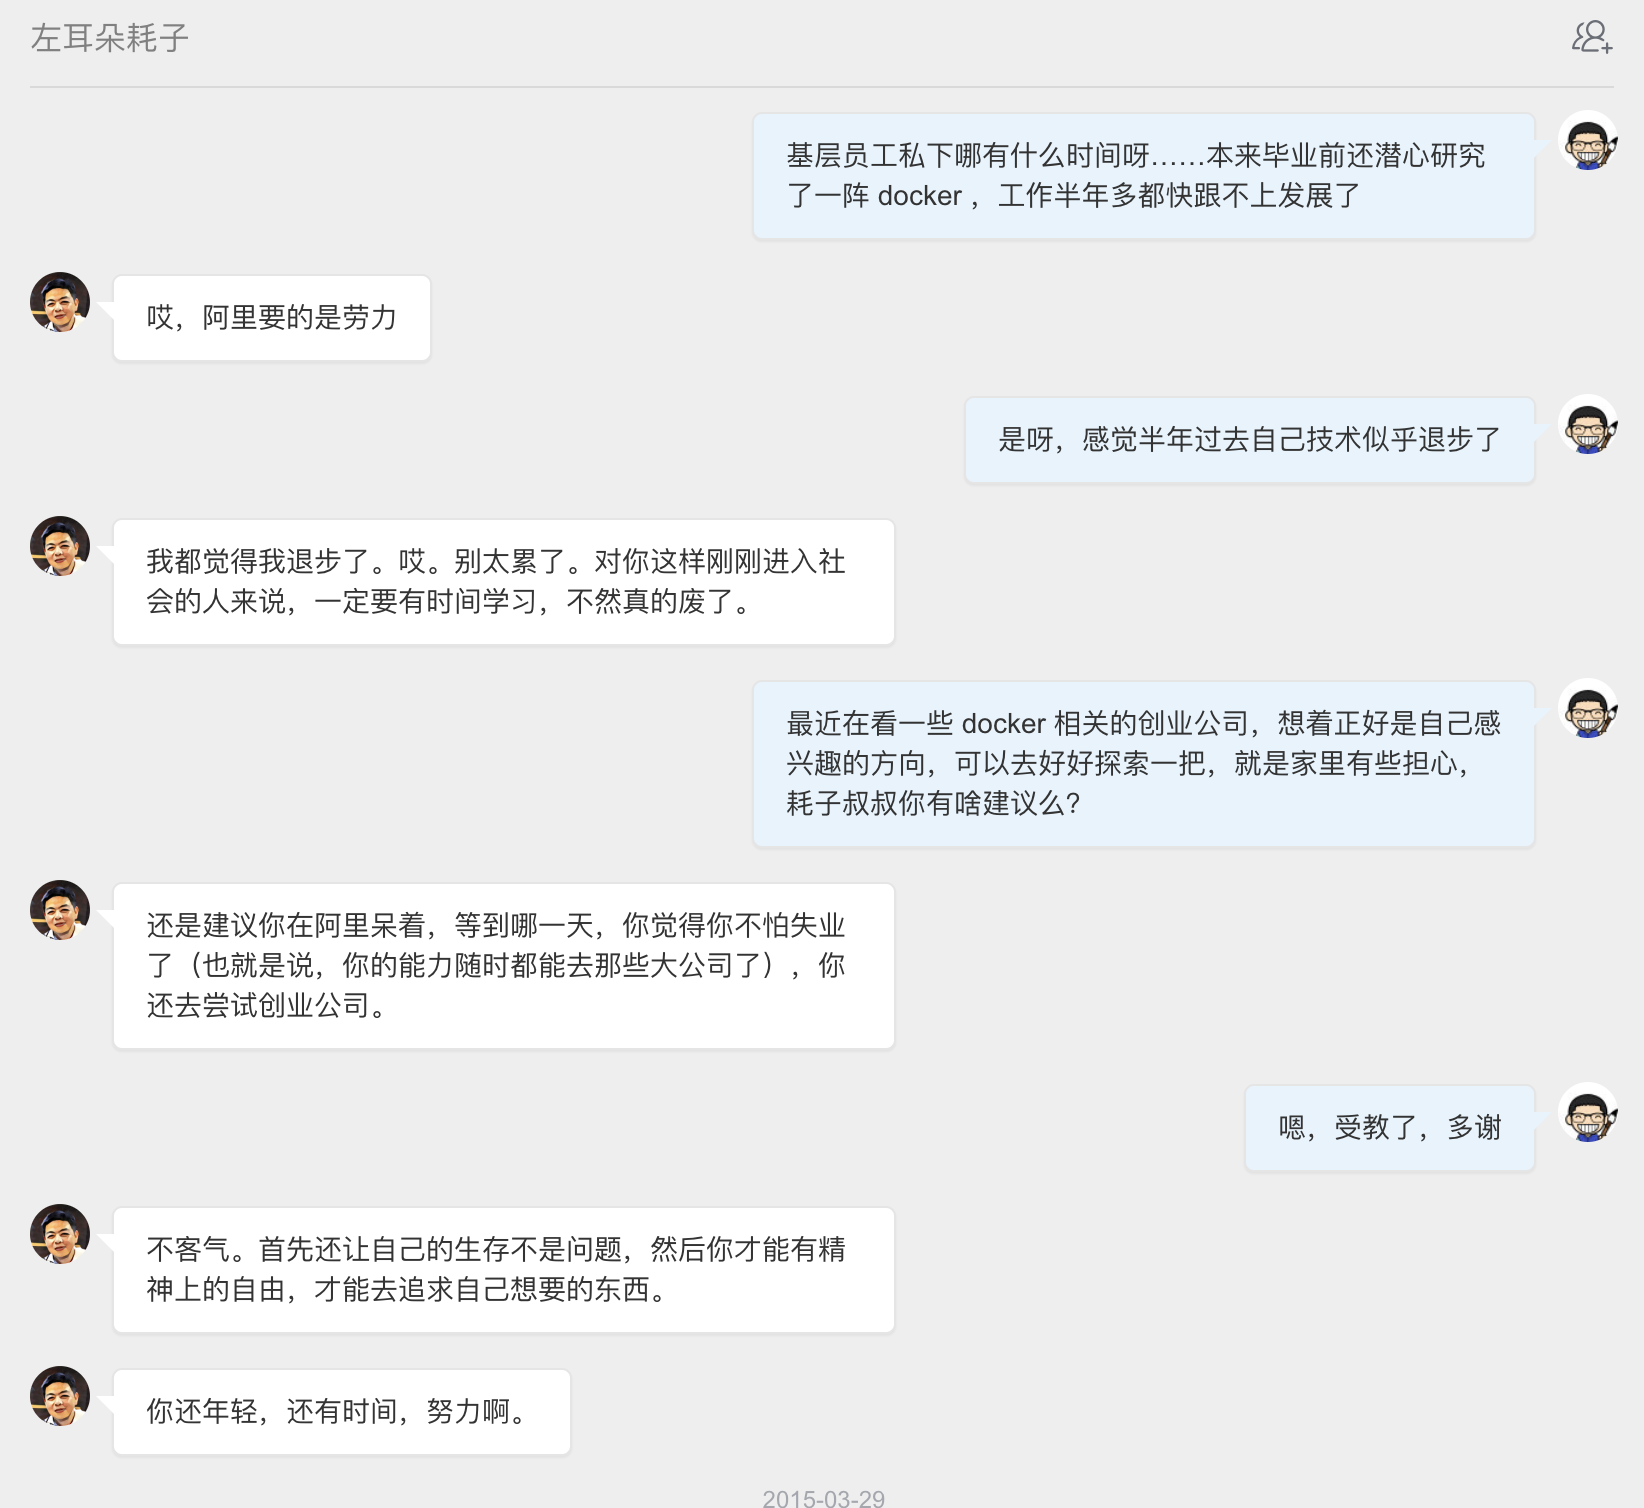 左耳朵耗子
基层员工私下哪有什么时间呀……本来毕业前还潜心研究
了一阵 docker ，工作半年多都快跟不上发展了
哎，阿里要的是劳力
是呀，感觉半年过去自己技术似乎退步了
我都觉得我退步了。哎。别太累了。对你这样刚刚进入社
会的人来说，一定要有时间学习，不然真的废了。
最近在看一些 docker 相关的创业公司，想着正好是自己感
兴趣的方向，可以去好好探索一把，就是家里有些担心，
耗子叔叔你有啥建议么?
还是建议你在阿里呆着，等到哪一天，你觉得你不怕失业
了（也就是说，你的能力随时都能去那些大公司了），你
还去尝试创业公司。
嗯，受教了，多谢
不客气。首先还让自己的生存不是问题，然后你才能有精
神上的自由，才能去追求自己想要的东西。
你还年轻，还有时间，努力啊。
2015-03-29